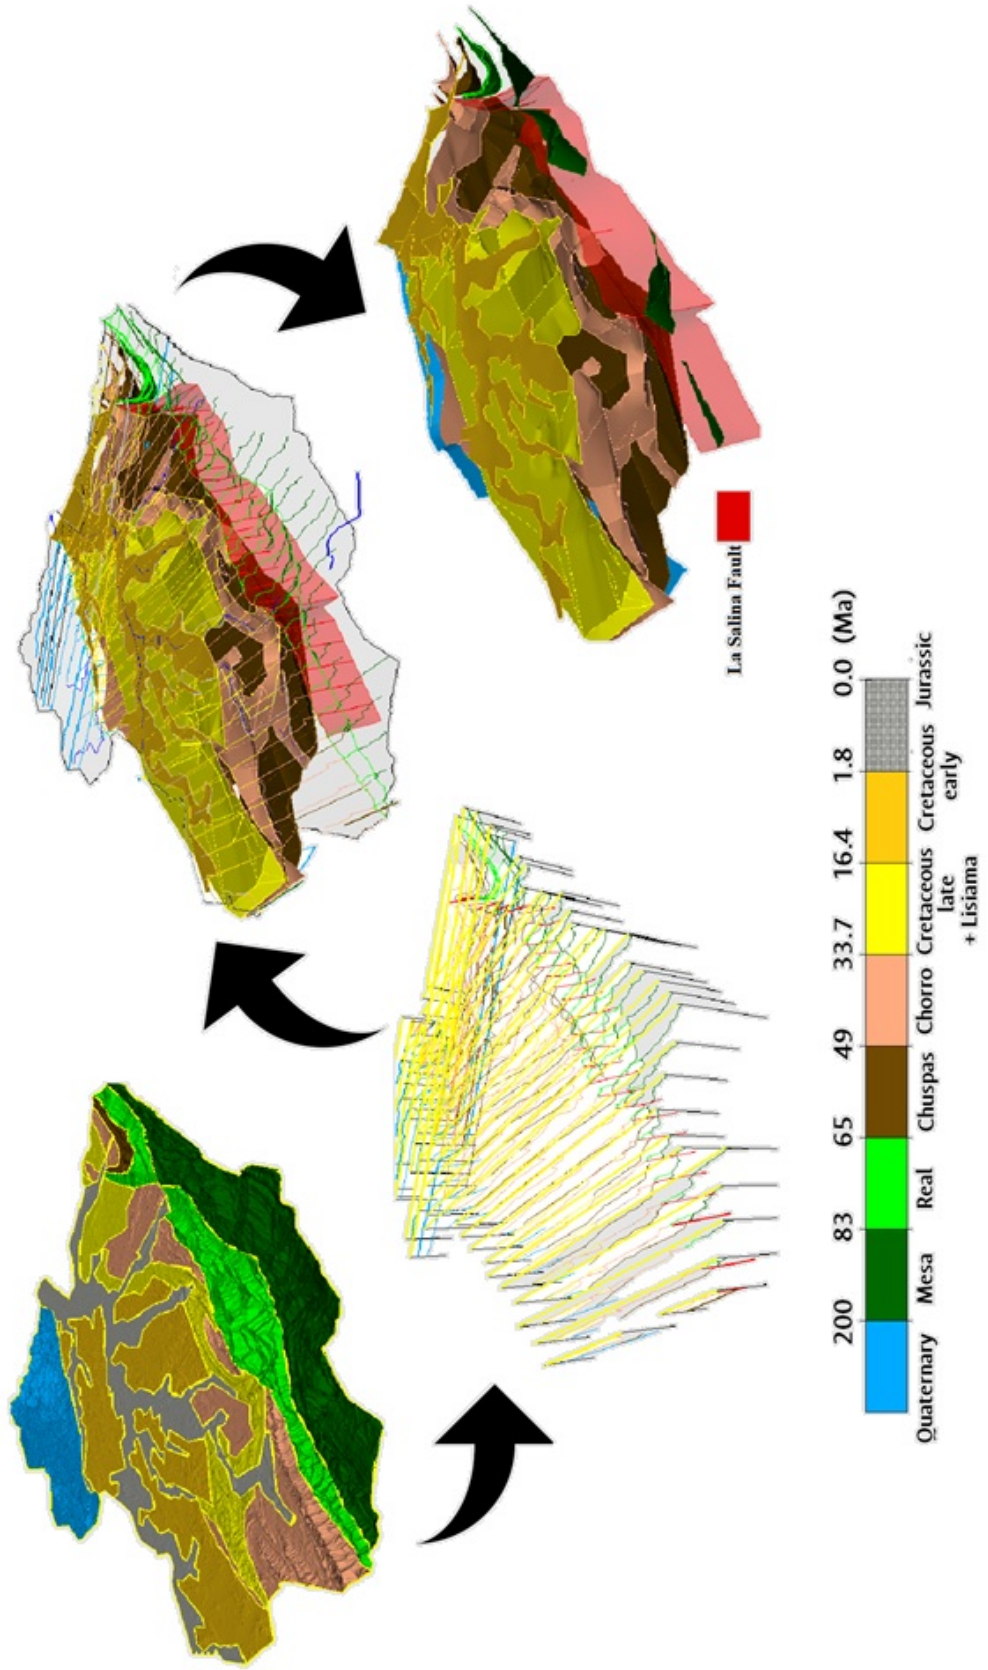 La Salina Fault
200 83 65 49 33.7 16.4 1.8 0.0 (Ma)
Quaternary Mesa Real Chuspas Chorro Cretaceous Cretaceous Jurassic
late early
+ Lisiama